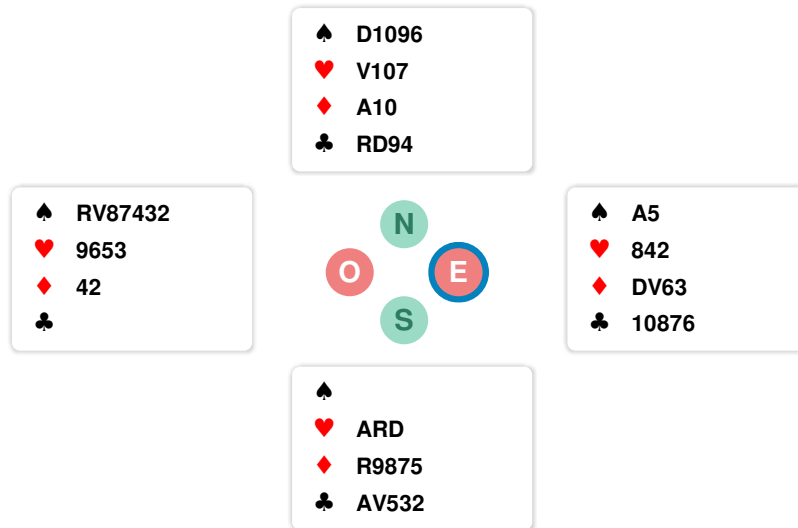 ♠ D1096
♥ V107
♦ A10
♣ RD94
♠ RV87432
♥ 9653
♦ 42
♣
N
O
E
S
♠ A5
♥ 842
♦ DV63
♣ 10876
♠
♥ ARD
♦ R9875
♣ AV532